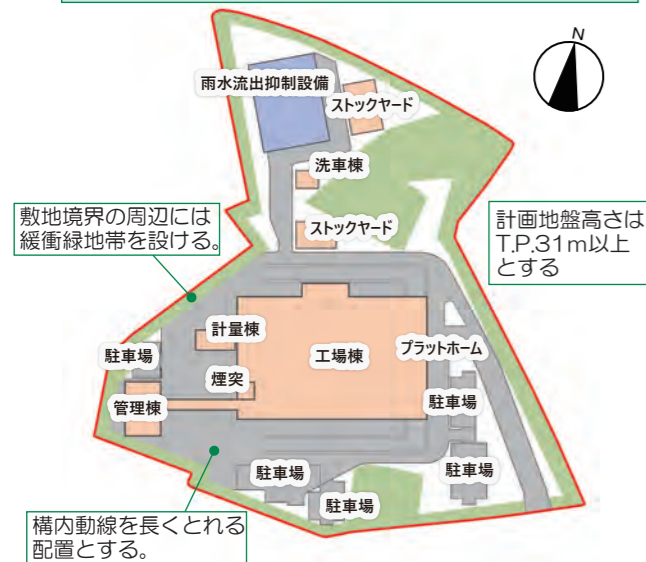 N
雨水流出抑制設備
ストックヤード
洗車棟
敷地境界の周辺には
緩衝緑地帯を設ける。
ストックヤード
計画地盤高さは
T.P.31m以上
とする
計量棟
駐車場
工場棟
プラットホーム
煙突
管理棟
駐車場
駐車場
駐車場
駐車場
構内動線を長くとれる
配置とする。